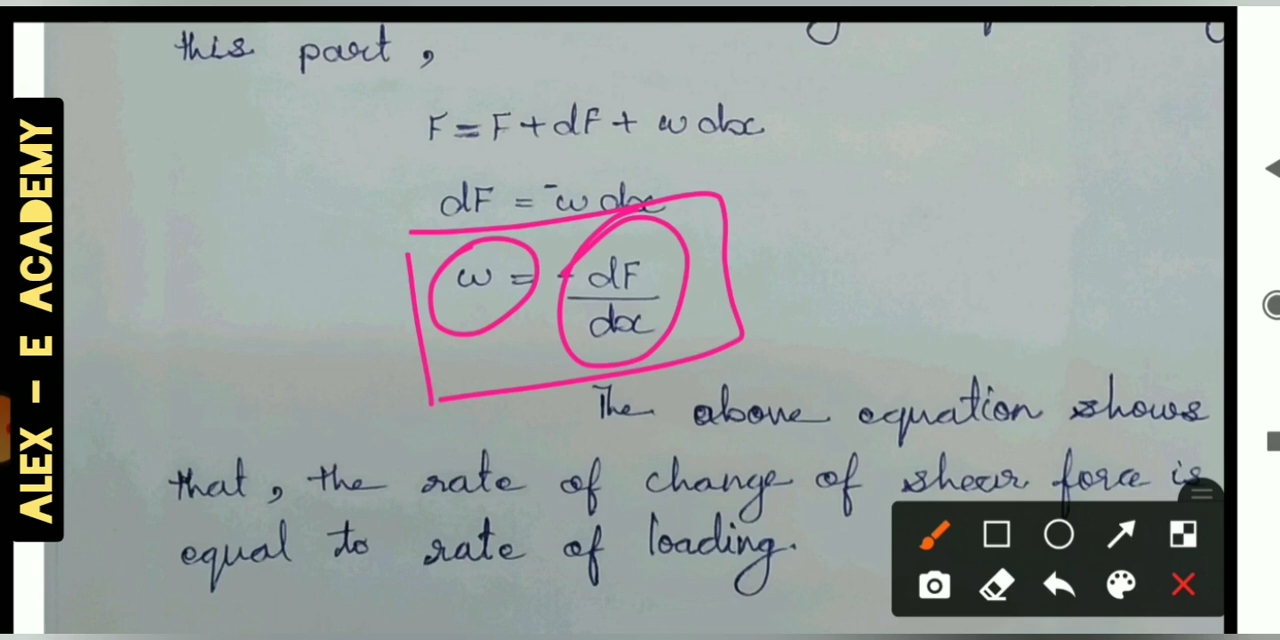 ALEX - E ACADEMY
this part,
F = F + dF + w dx
dF = -w dx
w = - dF/dx
The above equation shows
that, the rate of change of shear force is
equal to rate of loading.